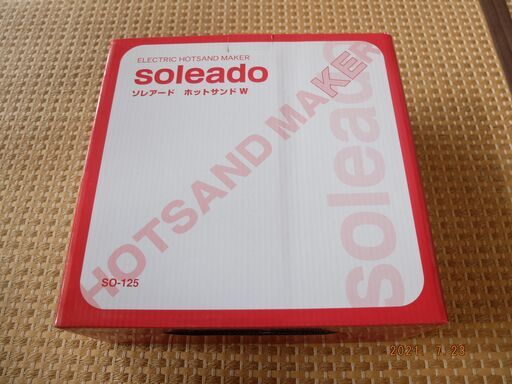 ELECTRIC HOTSAND MAKER
soleado
ソレアード ホットサンド W
HOTSAND MAKER
soleado
SO-125
2021 7 23